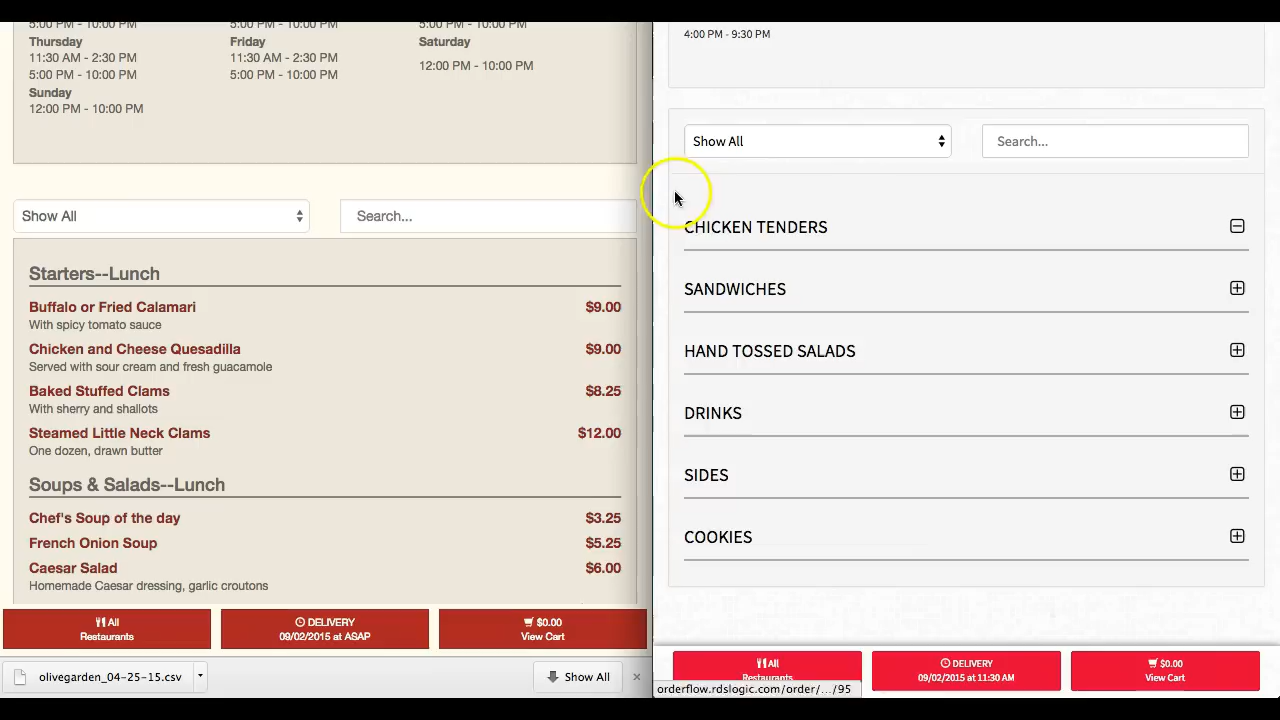 5:00 PM - 10:00 PM 5:00 PM - 10:00 PM 5:00 PM - 10:00 PM
Thursday Friday Saturday
11:30 AM - 2:30 PM 11:30 AM - 2:30 PM 12:00 PM - 10:00 PM
5:00 PM - 10:00 PM 5:00 PM - 10:00 PM
Sunday
12:00 PM - 10:00 PM
Show All Search...
Starters--Lunch
Buffalo or Fried Calamari $9.00
With spicy tomato sauce
Chicken and Cheese Quesadilla $9.00
Served with sour cream and fresh guacamole
Baked Stuffed Clams $8.25
With sherry and shallots
Steamed Little Neck Clams $12.00
One dozen, drawn butter
Soups & Salads--Lunch
Chef's Soup of the day $3.25
French Onion Soup $5.25
Caesar Salad $6.00
Homemade Caesar dressing, garlic croutons
All DELIVERY $0.00
Restaurants 09/02/2015 at ASAP View Cart
olivegarden_04-25-15.csv Show All
4:00 PM - 9:30 PM
Show All Search...
CHICKEN TENDERS
SANDWICHES
HAND TOSSED SALADS
DRINKS
SIDES
COOKIES
All DELIVERY $0.00
Restaurants 09/02/2015 at 11:30 AM View Cart
orderflow.rdslogic.com/order/.../95